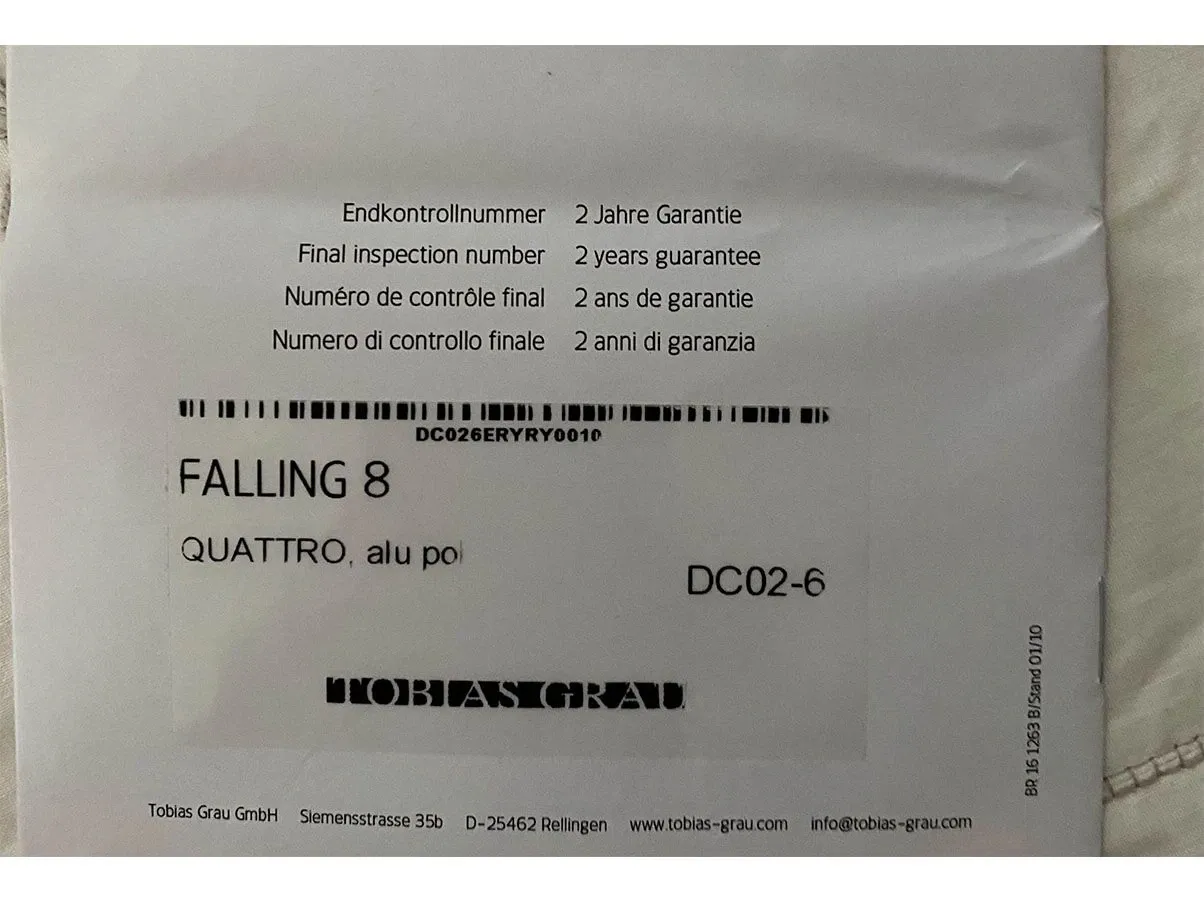 Endkontrollnummer 2 Jahre Garantie
Final inspection number 2 years guarantee
Numéro de contrôle final 2 ans de garantie
Numero di controllo finale 2 anni di garanzia
DC026ERYRY0010
FALLING 8
QUATTRO, alu pol
DC02-6
TOBIAS GRAU
BR 16 1263 B/Stand 01/10
Tobias Grau GmbH Siemensstrasse 35b D-25462 Rellingen www.tobias-grau.com info@tobias-grau.com